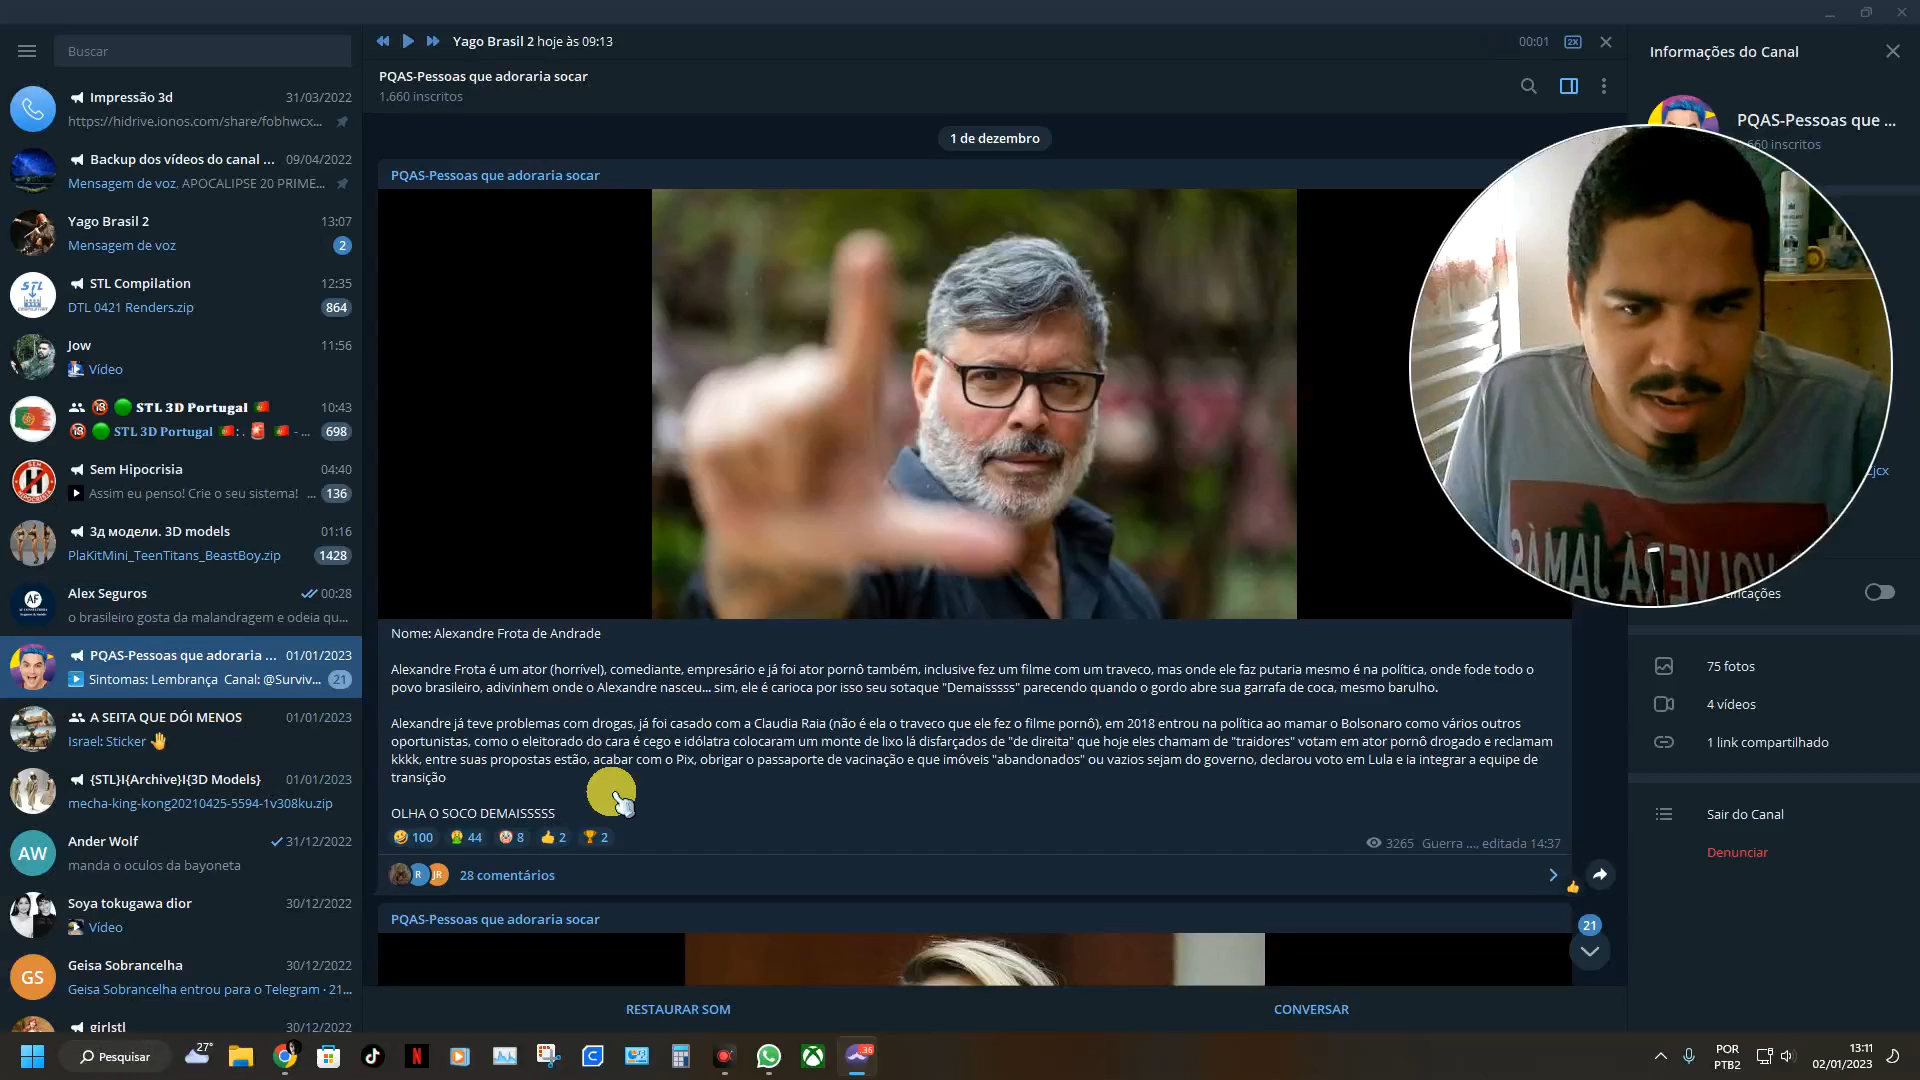 Buscar
Impressão 3d
31/03/2022
https://hidrive.ionos.com/share/fobhwcx...
Backup dos vídeos do canal ...
09/04/2022
Mensagem de voz, APOCALIPSE 20 PRIME...
Yago Brasil 2
13:07
Mensagem de voz
2
STL Compilation
12:35
DTL 0421 Renders.zip
864
Jow
11:56
Vídeo
STL 3D Portugal
10:43
STL 3D Portugal : . - ...
698
Sem Hipocrisia
04:40
Assim eu penso! Crie o seu sistema! ...
136
3д модели. 3D models
01:16
PlaKitMini_TeenTitans_BeastBoy.zip
1428
Alex Seguros
00:28
o brasileiro gosta da malandragem e odeia qu...
PQAS-Pessoas que adoraria ...
01/01/2023
Sintomas: Lembrança Canal: @Surviv...
21
A SEITA QUE DÓI MENOS
01/01/2023
Israel: Sticker
{STL}I{Archive}I{3D Models}
01/01/2023
mecha-king-kong20210425-5594-1v308ku.zip
AW
Ander Wolf
31/12/2022
manda o oculos da bayoneta
Soya tokugawa dior
30/12/2022
Vídeo
GS
Geisa Sobrancelha
30/12/2022
Geisa Sobrancelha entrou para o Telegram · 21...
girlstl
30/12/2022
Yago Brasil 2 hoje às 09:13
00:01
2X
PQAS-Pessoas que adoraria socar
1.660 inscritos
1 de dezembro
PQAS-Pessoas que adoraria socar
Nome: Alexandre Frota de Andrade
Alexandre Frota é um ator (horrível), comediante, empresário e já foi ator pornô também, inclusive fez um filme com um traveco, mas onde ele faz putaria mesmo é na política, onde fode todo o
povo brasileiro, adivinhem onde o Alexandre nasceu... sim, ele é carioca por isso seu sotaque "Demaisssss" parecendo quando o gordo abre sua garrafa de coca, mesmo barulho.
Alexandre já teve problemas com drogas, já foi casado com a Claudia Raia (não é ela o traveco que ele fez o filme pornô), em 2018 entrou na política ao mamar o Bolsonaro como vários outros
oportunistas, como o eleitorado do cara é cego e idólatra colocaram um monte de lixo lá disfarçados de "de direita" que hoje eles chamam de "traidores" votam em ator pornô drogado e reclamam
kkkk, entre suas propostas estão, acabar com o Pix, obrigar o passaporte de vacinação e que imóveis "abandonados" ou vazios sejam do governo, declarou voto em Lula e ia integrar a equipe de
transição
OLHA O SOCO DEMAISSSSS
100 44 8 2 2
3265 Guerra ..., editada 14:37
R JR 28 comentários
PQAS-Pessoas que adoraria socar
21
RESTAURAR SOM
CONVERSAR
Informações do Canal
PQAS-Pessoas que ...
660 inscritos
jcx
VOLVERÁ JAMÁS
ificações
75 fotos
4 vídeos
1 link compartilhado
Sair do Canal
Denunciar
Pesquisar
27°
36
POR
PTB2
13:11
02/01/2023